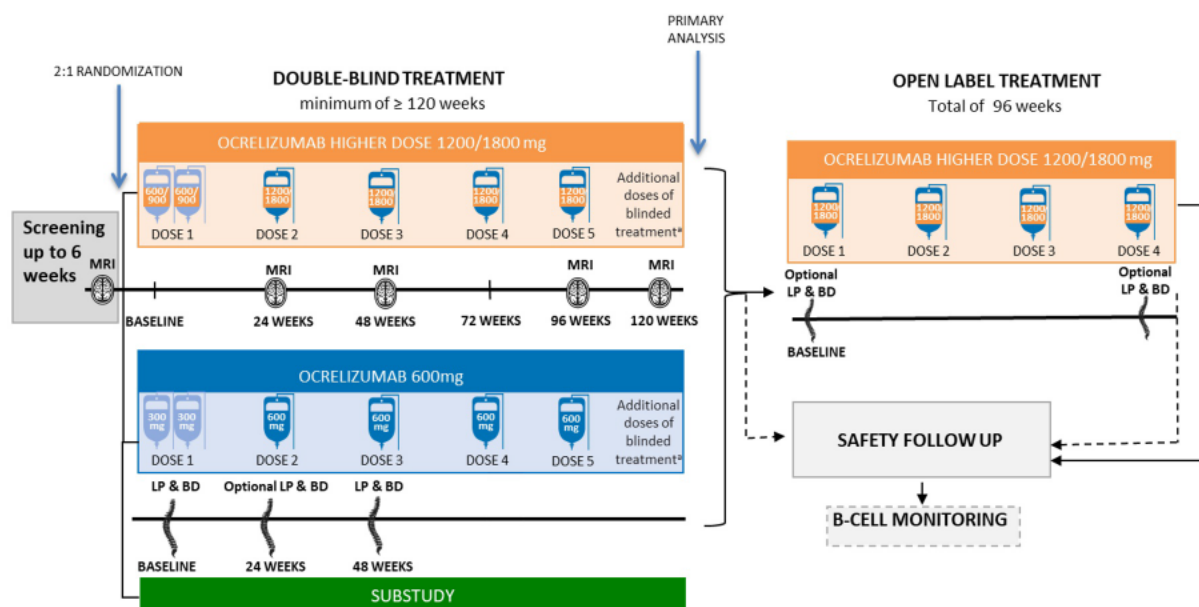 2:1 RANDOMIZATION
DOUBLE-BLIND TREATMENT
minimum of ≥ 120 weeks
PRIMARY
ANALYSIS
OPEN LABEL TREATMENT
Total of 96 weeks
Screening
up to 6
weeks
MRI
OCRELIZUMAB HIGHER DOSE 1200/1800 mg
600/
900
600/
900
1200/
1800
1200/
1800
1200/
1800
1200/
1800
DOSE 1
DOSE 2
DOSE 3
DOSE 4
DOSE 5
Additional
doses of
blinded
treatmentᵃ
MRI
MRI
MRI
MRI
BASELINE
24 WEEKS
48 WEEKS
72 WEEKS
96 WEEKS
120 WEEKS
OCRELIZUMAB 600mg
300
mg
300
mg
600
mg
600
mg
600
mg
600
mg
DOSE 1
DOSE 2
DOSE 3
DOSE 4
DOSE 5
Additional
doses of
blinded
treatmentᵃ
LP & BD
Optional LP & BD
LP & BD
BASELINE
24 WEEKS
48 WEEKS
SUBSTUDY
OCRELIZUMAB HIGHER DOSE 1200/1800 mg
1200/
1800
1200/
1800
1200/
1800
1200/
1800
DOSE 1
DOSE 2
DOSE 3
DOSE 4
Optional
LP & BD
Optional
LP & BD
BASELINE
SAFETY FOLLOW UP
B-CELL MONITORING